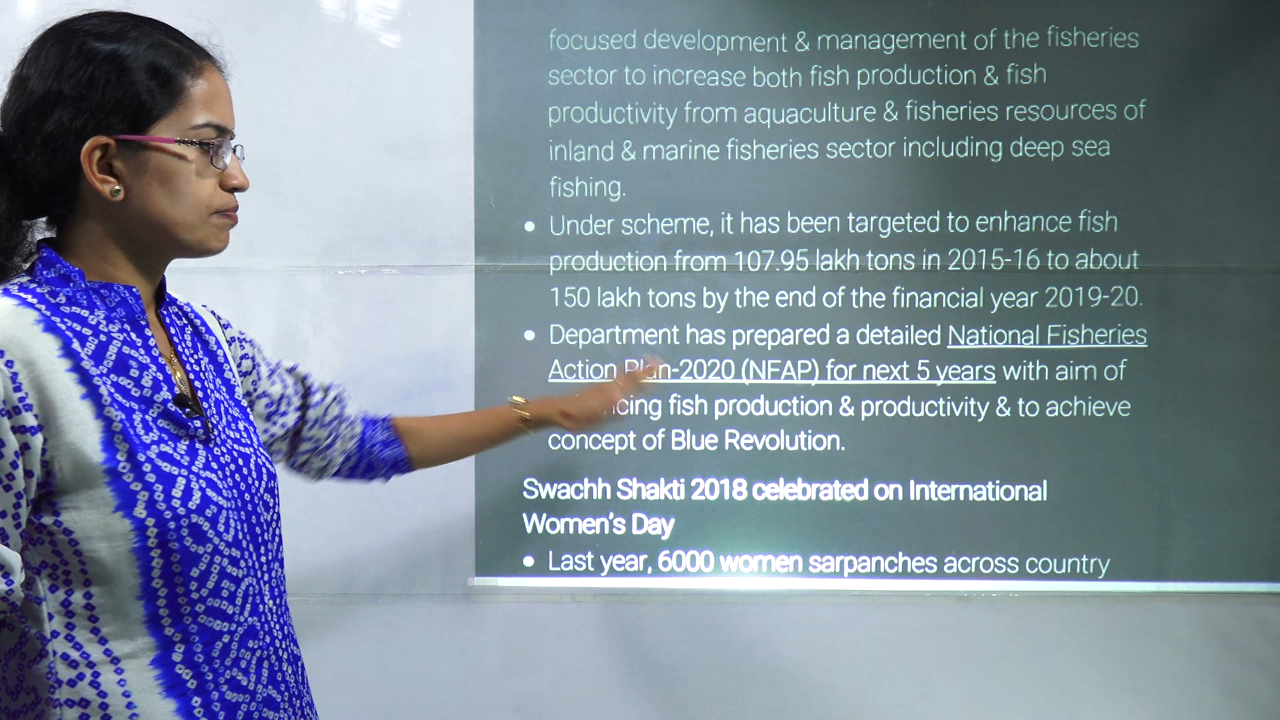 focused development & management of the fisheries
sector to increase both fish production & fish
productivity from aquaculture & fisheries resources of
inland & marine fisheries sector including deep sea
fishing.
• Under scheme, it has been targeted to enhance fish
production from 107.95 lakh tons in 2015-16 to about
150 lakh tons by the end of the financial year 2019-20.
• Department has prepared a detailed National Fisheries
Action Plan-2020 (NFAP) for next 5 years with aim of
fish production & productivity & to achieve
concept of Blue Revolution.
Swachh Shakti 2018 celebrated on International
Women's Day
• Last year, 6000 women sarpanches across country